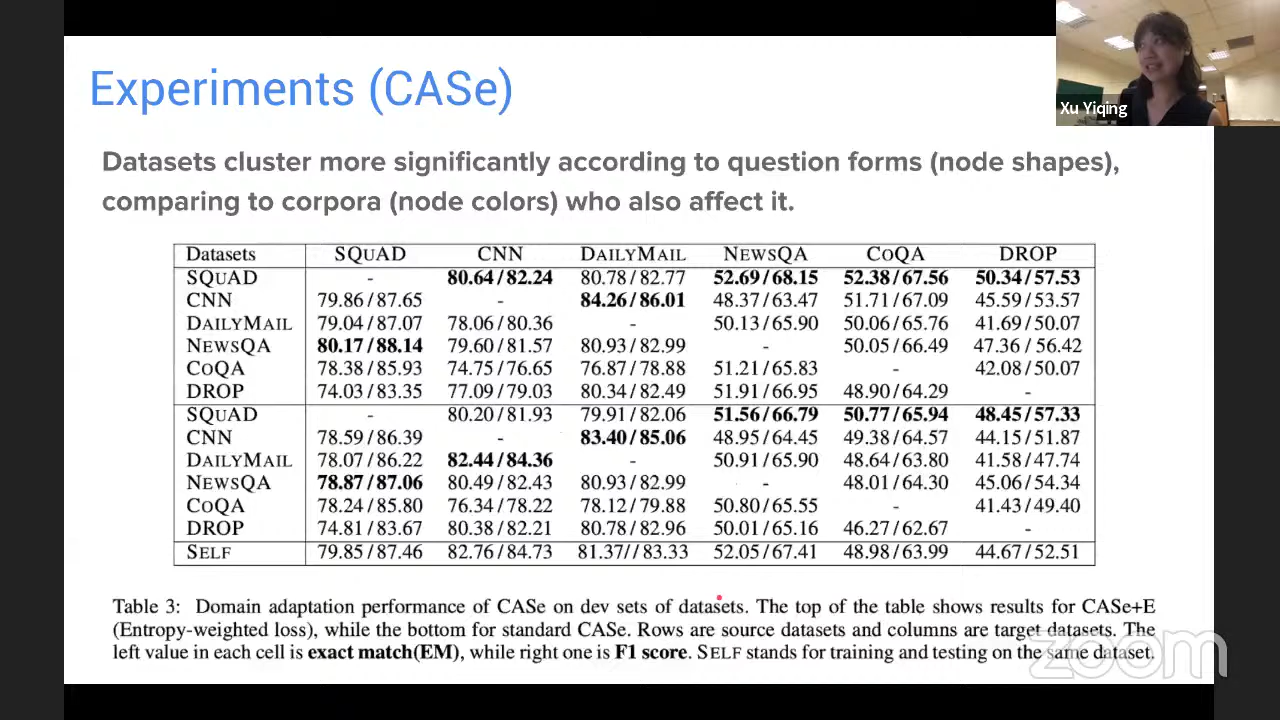 Experiments (CASe)
Xu Yiqing
Datasets cluster more significantly according to question forms (node shapes),
comparing to corpora (node colors) who also affect it.
Datasets SQUAD CNN DAILYMAIL NEWSQA COQA DROP
SQUAD - 80.64/82.24 80.78/82.77 52.69/68.15 52.38/67.56 50.34/57.53
CNN 79.86/87.65 - 84.26/86.01 48.37/63.47 51.71/67.09 45.59/53.57
DAILYMAIL 79.04/87.07 78.06/80.36 - 50.13/65.90 50.06/65.76 41.69/50.07
NEWSQA 80.17/88.14 79.60/81.57 80.93/82.99 - 50.05/66.49 47.36/56.42
COQA 78.38/85.93 74.75/76.65 76.87/78.88 51.21/65.83 - 42.08/50.07
DROP 74.03/83.35 77.09/79.03 80.34/82.49 51.91/66.95 48.90/64.29 -
SQUAD - 80.20/81.93 79.91/82.06 51.56/66.79 50.77/65.94 48.45/57.33
CNN 78.59/86.39 - 83.40/85.06 48.95/64.45 49.38/64.57 44.15/51.87
DAILYMAIL 78.07/86.22 82.44/84.36 - 50.91/65.90 48.64/63.80 41.58/47.74
NEWSQA 78.87/87.06 80.49/82.43 80.93/82.99 - 48.01/64.30 45.06/54.34
COQA 78.24/85.80 76.34/78.22 78.12/79.88 50.80/65.55 - 41.43/49.40
DROP 74.81/83.67 80.38/82.21 80.78/82.96 50.01/65.16 46.27/62.67 -
SELF 79.85/87.46 82.76/84.73 81.37//83.33 52.05/67.41 48.98/63.99 44.67/52.51
Table 3: Domain adaptation performance of CASe on dev sets of datasets. The top of the table shows results for CASe+E
(Entropy-weighted loss), while the bottom for standard CASe. Rows are source datasets and columns are target datasets. The
left value in each cell is exact match(EM), while right one is F1 score. SELF stands for training and testing on the same dataset.
zoom